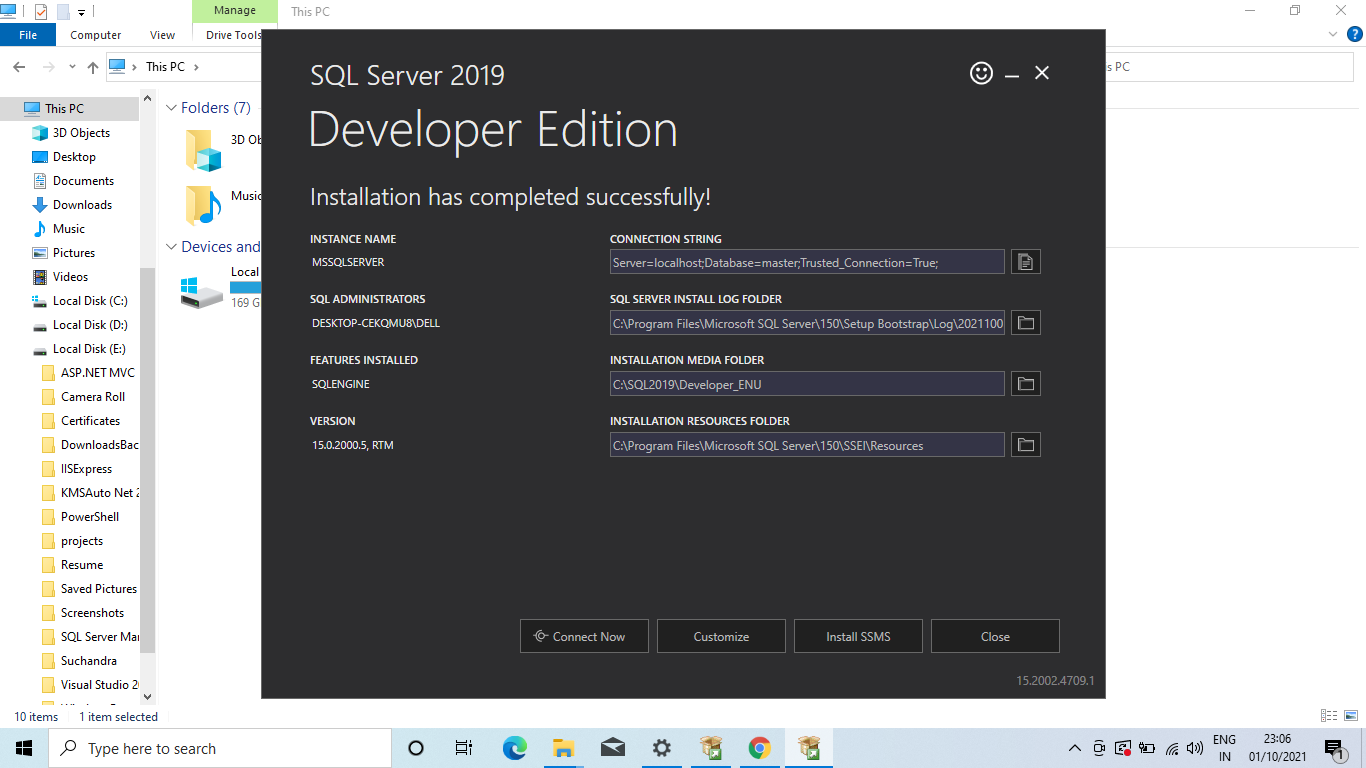 Manage
This PC
File
Computer
View
Drive Tools
This PC
PC
This PC
3D Objects
Desktop
Documents
Downloads
Music
Pictures
Videos
Local Disk (C:)
Local Disk (D:)
Local Disk (E:)
ASP.NET MVC
Camera Roll
Certificates
DownloadsBac
IISExpress
KMSAuto Net 2
PowerShell
projects
Resume
Saved Pictures
Screenshots
SQL Server Mar
Suchandra
Visual Studio 2
Folders (7)
3D Ob
Music
Devices and
Local
169 G
SQL Server 2019
Developer Edition
Installation has completed successfully!
INSTANCE NAME
MSSQLSERVER
CONNECTION STRING
Server=localhost;Database=master;Trusted_Connection=True;
SQL ADMINISTRATORS
DESKTOP-CEKQMU8\DELL
SQL SERVER INSTALL LOG FOLDER
C:\Program Files\Microsoft SQL Server\150\Setup Bootstrap\Log\2021100
FEATURES INSTALLED
SQLENGINE
INSTALLATION MEDIA FOLDER
C:\SQL2019\Developer_ENU
VERSION
15.0.2000.5, RTM
INSTALLATION RESOURCES FOLDER
C:\Program Files\Microsoft SQL Server\150\SSEI\Resources
Connect Now
Customize
Install SSMS
Close
15.2002.4709.1
10 items
1 item selected
Type here to search
ENG
IN
23:06
01/10/2021
1